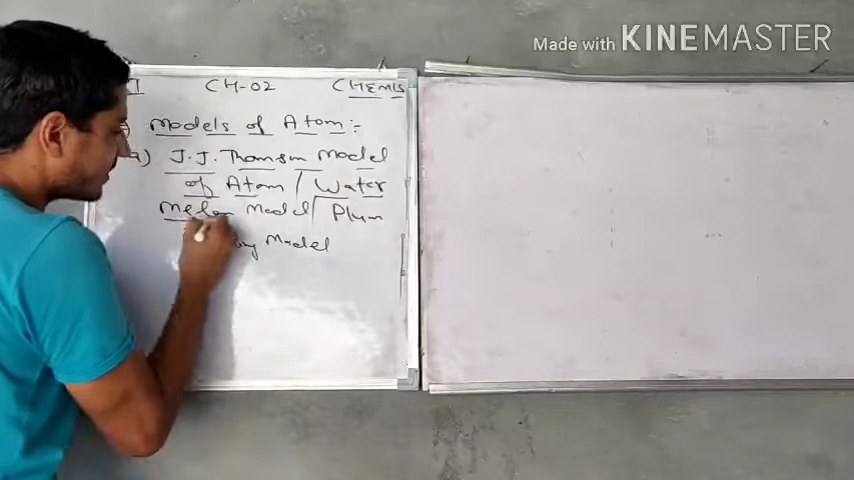 Made with KINEMASTER
CH-02 CHEMIS
Models of Atom :-
a) J.J. Thomson Model
of Atom / Water
Melon Model / Plum
Model